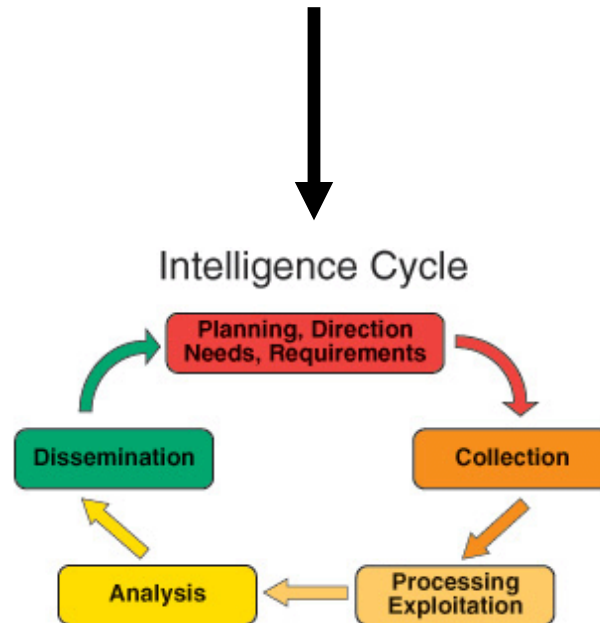 Intelligence Cycle
Planning, Direction
Needs, Requirements
Dissemination
Collection
Analysis
Processing
Exploitation